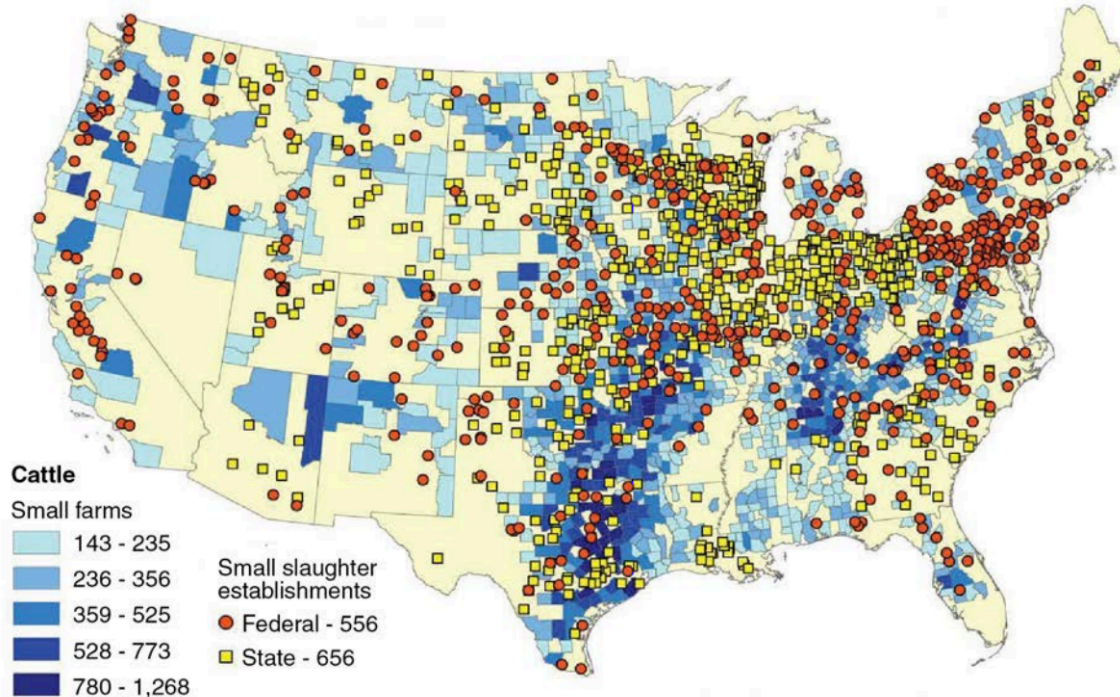 Cattle
Small farms
143 - 235
236 - 356
359 - 525
528 - 773
780 - 1,268
Small slaughter
establishments
Federal - 556
State - 656